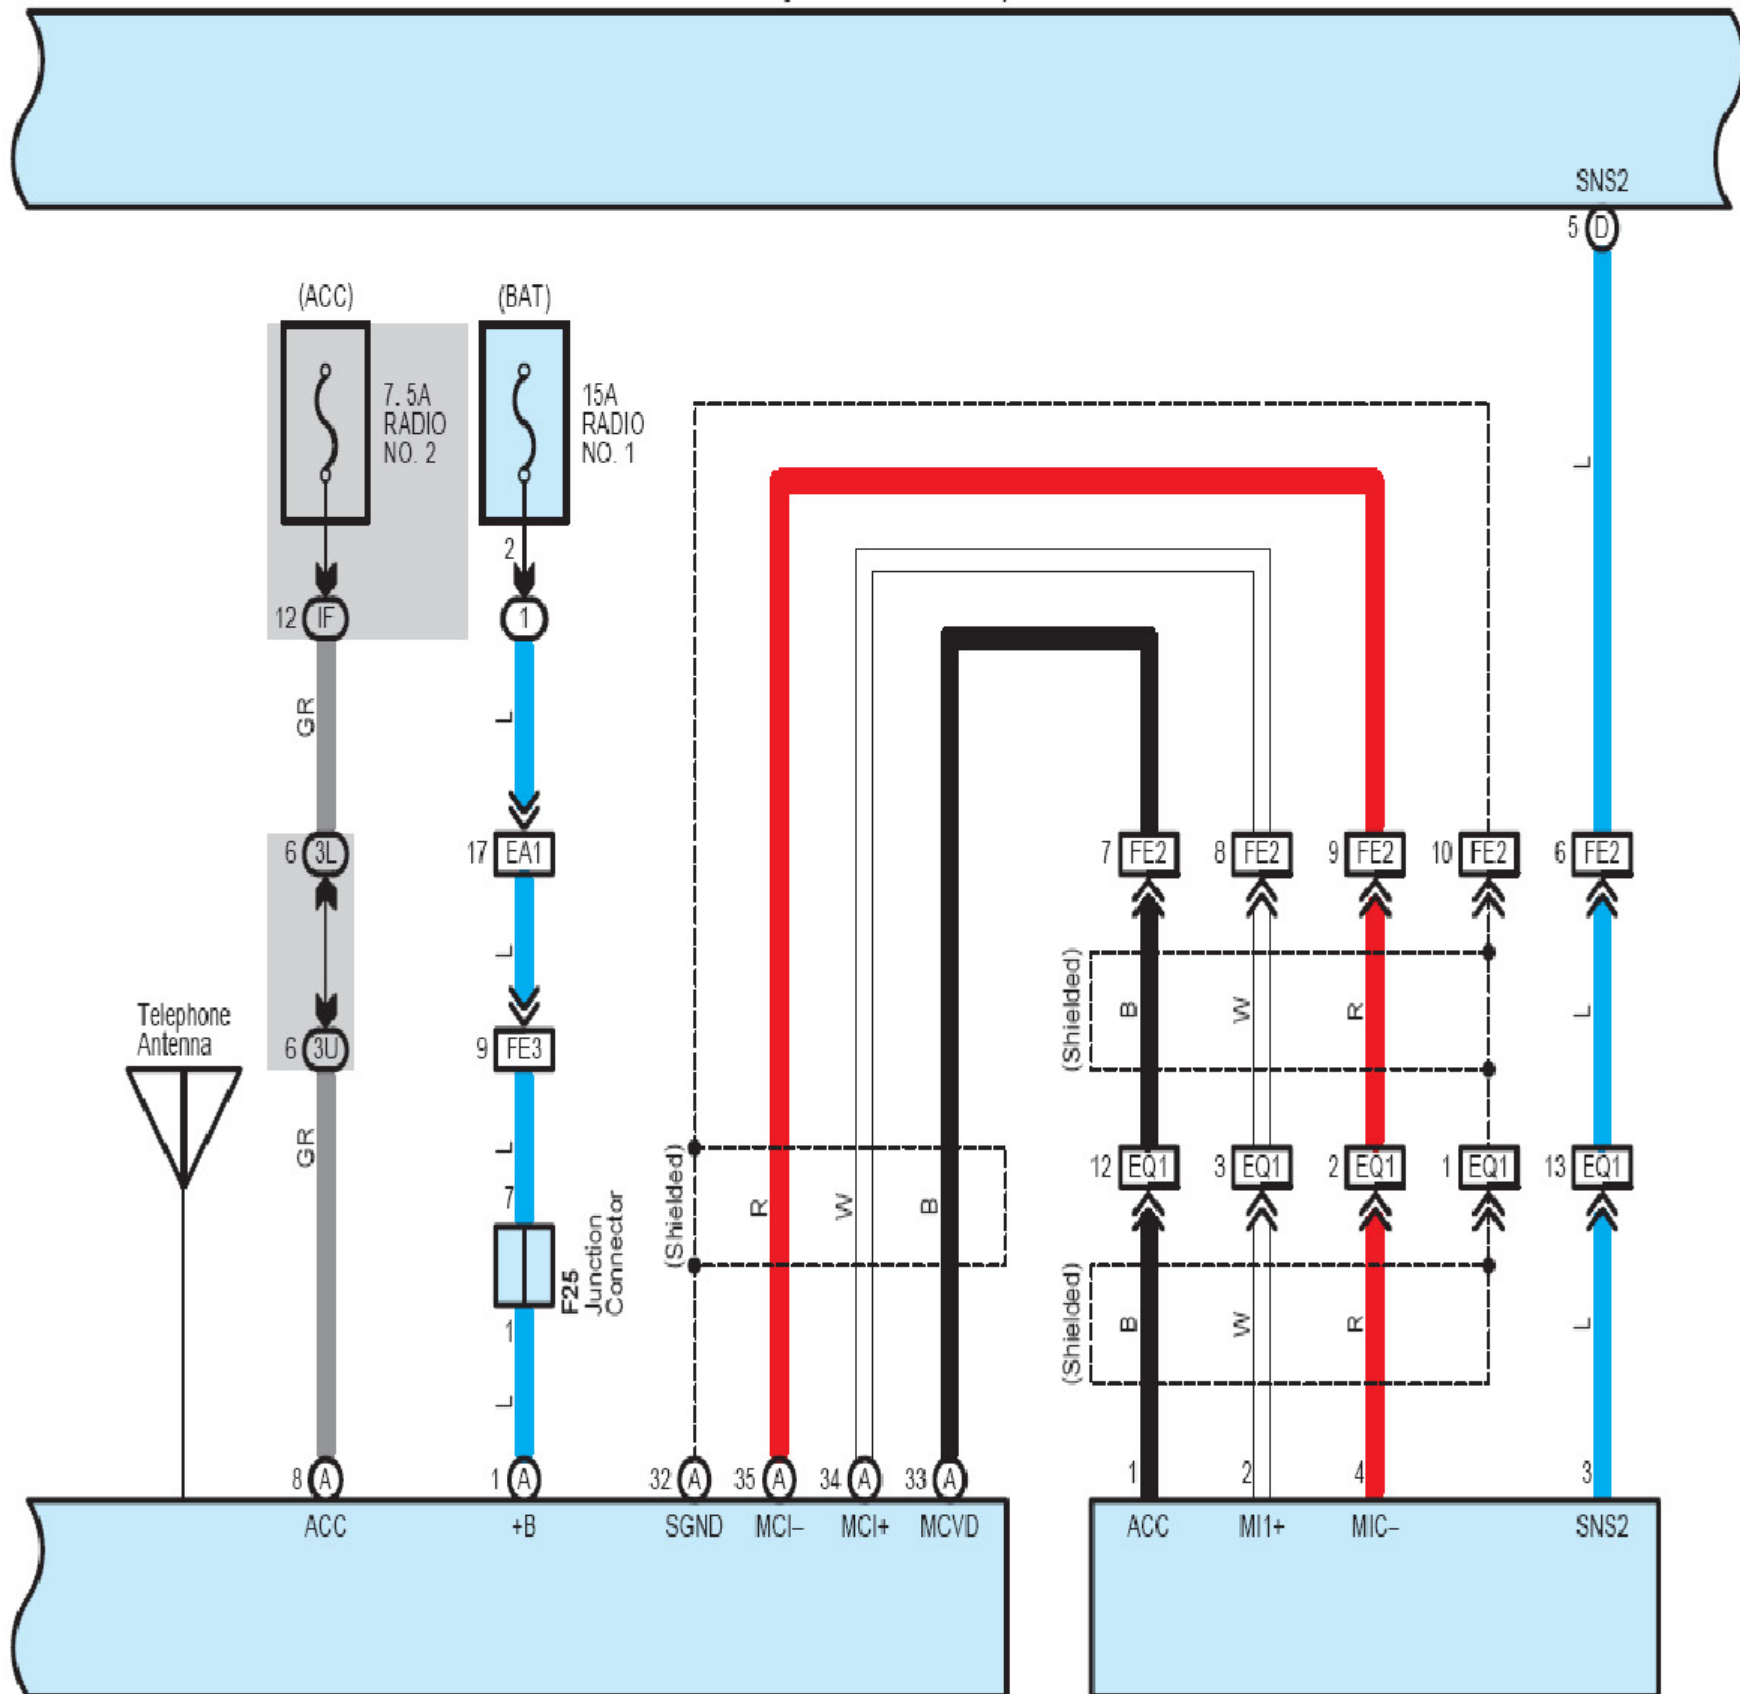 SNS2
5 D
(ACC)
(BAT)
7. 5A
RADIO
NO. 2
15A
RADIO
NO. 1
L
2
12 IF
1
GR
L
6 3L
17 EA1
7 FE2
8 FE2
9 FE2
10 FE2
6 FE2
L
(Shielded)
B
W
R
L
Telephone
Antenna
6 3U
9 FE3
GR
L
7
F25
Junction
Connector
1
L
(Shielded)
R
W
B
12 EQ1
3 EQ1
2 EQ1
1 EQ1
13 EQ1
(Shielded)
B
W
R
L
8 A
1 A
32 A
35 A
34 A
33 A
1
2
4
3
ACC
+B
SGND
MCI−
MCI+
MCVD
ACC
MI1+
MIC−
SNS2